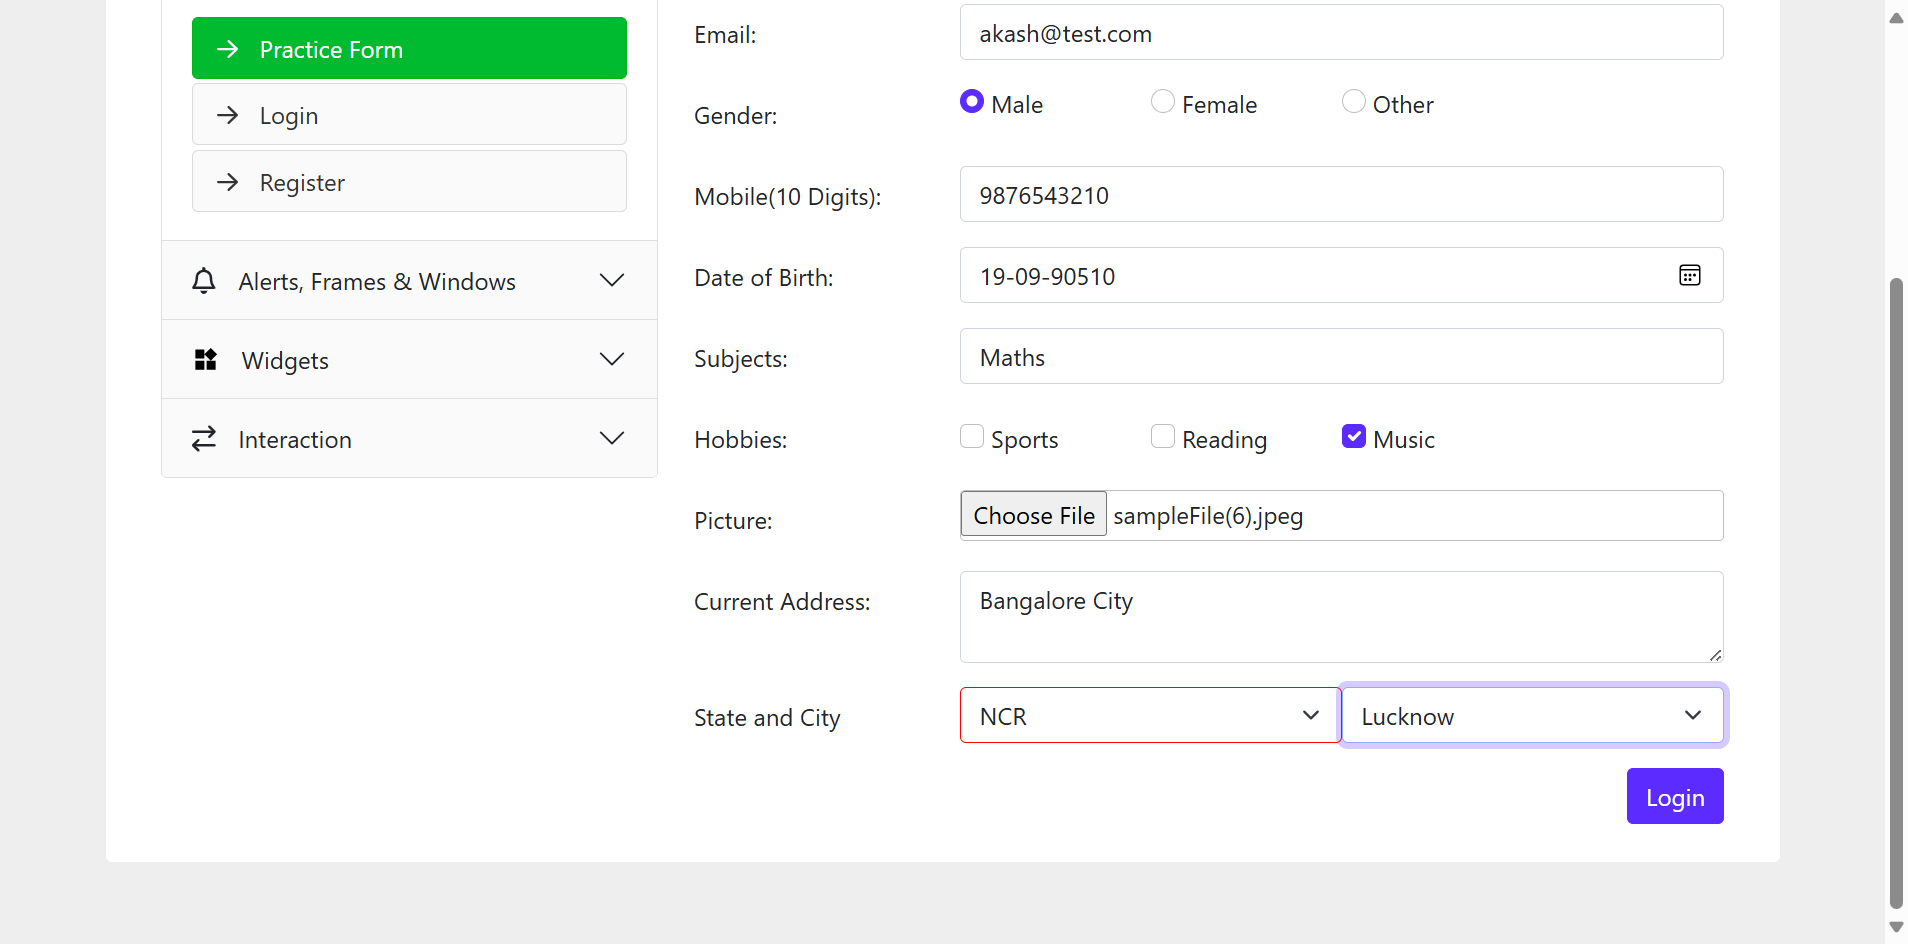 Practice Form
Login
Register
Alerts, Frames & Windows
Widgets
Interaction
Email:
akash@test.com
Gender:
Male
Female
Other
Mobile(10 Digits):
9876543210
Date of Birth:
19-09-90510
Subjects:
Maths
Hobbies:
Sports
Reading
Music
Picture:
Choose File sampleFile(6).jpeg
Current Address:
Bangalore City
State and City
NCR
Lucknow
Login